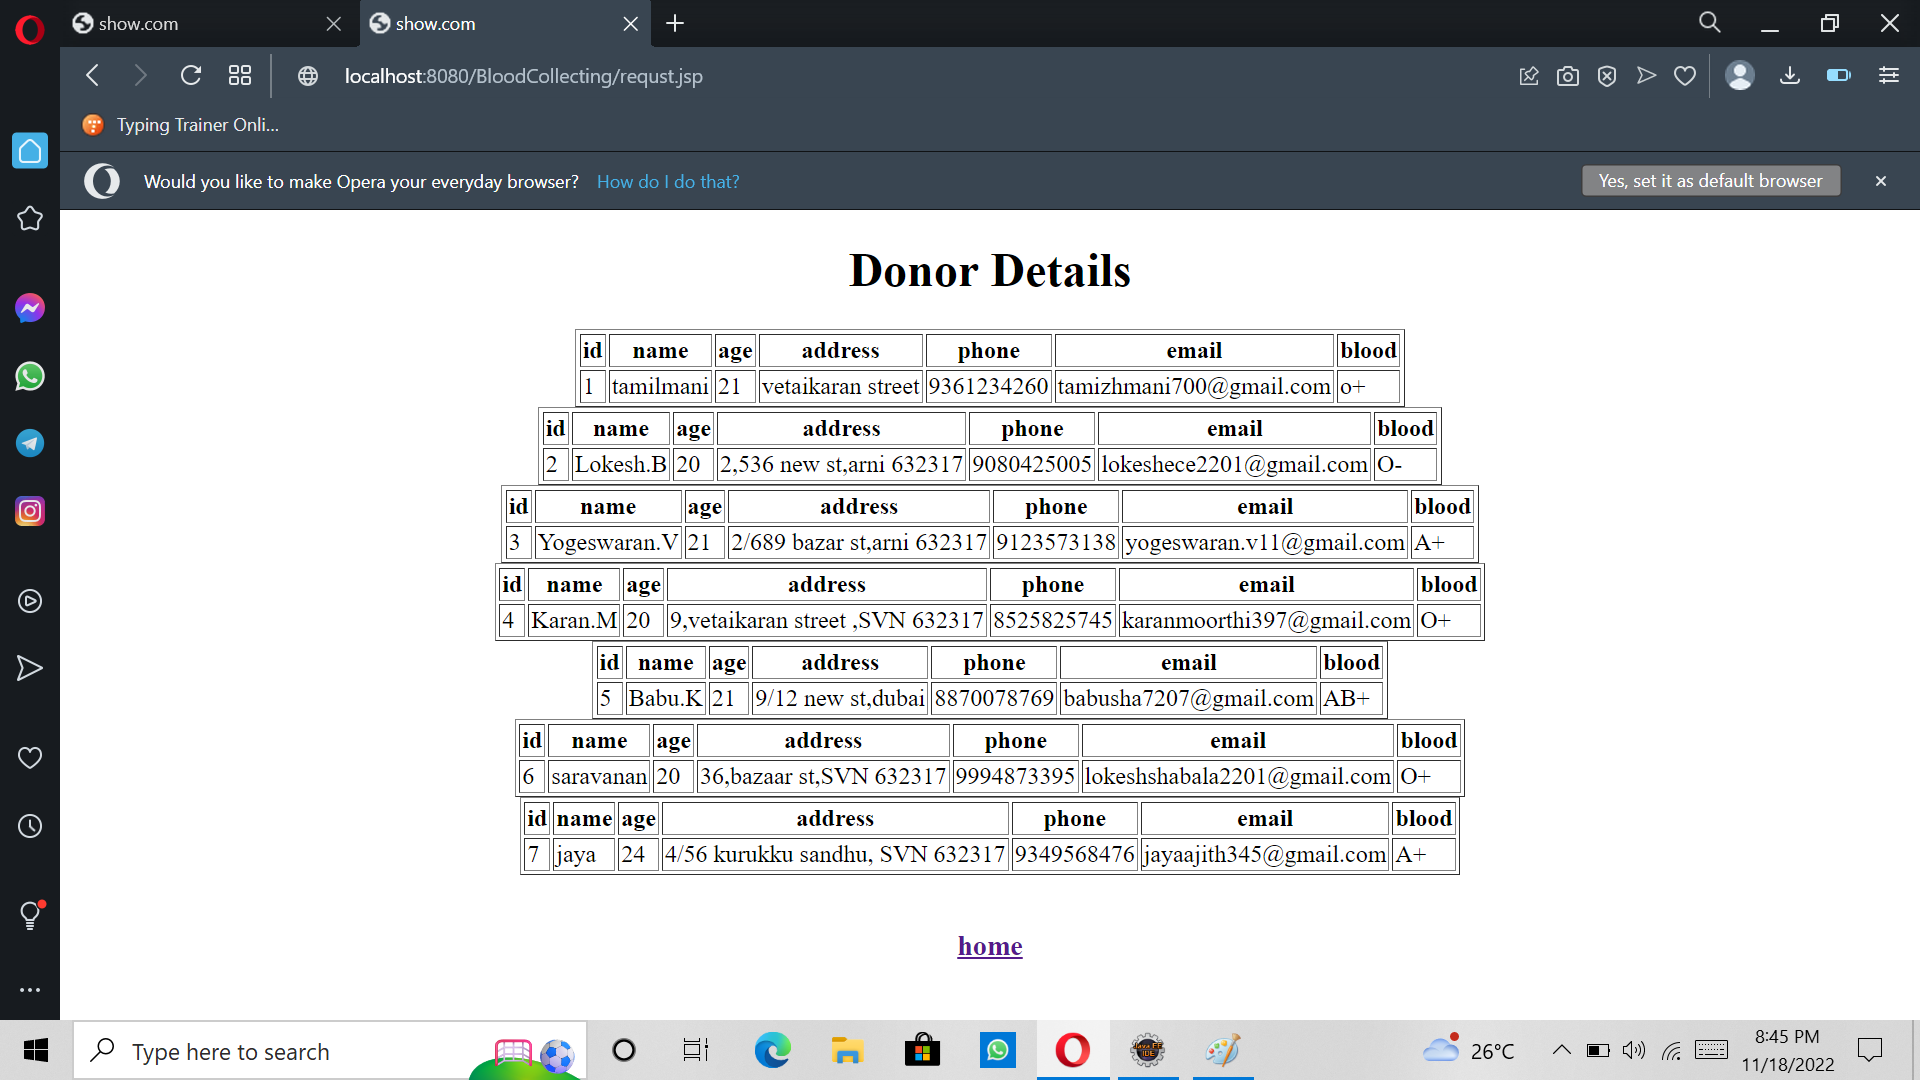 show.com
show.com
localhost:8080/BloodCollecting/requst.jsp
Typing Trainer Onli...
Would you like to make Opera your everyday browser? How do I do that? Yes, set it as default browser
Donor Details
id name age address phone email blood
1 tamilmani 21 vetaikaran street 9361234260 tamizhmani700@gmail.com o+
id name age address phone email blood
2 Lokesh.B 20 2,536 new st,arni 632317 9080425005 lokeshece2201@gmail.com O-
id name age address phone email blood
3 Yogeswaran.V 21 2/689 bazar st,arni 632317 9123573138 yogeswaran.v11@gmail.com A+
id name age address phone email blood
4 Karan.M 20 9,vetaikaran street ,SVN 632317 8525825745 karanmoorthi397@gmail.com O+
id name age address phone email blood
5 Babu.K 21 9/12 new st,dubai 8870078769 babusha7207@gmail.com AB+
id name age address phone email blood
6 saravanan 20 36,bazaar st,SVN 632317 9994873395 lokeshshabala2201@gmail.com O+
id name age address phone email blood
7 jaya 24 4/56 kurukku sandhu, SVN 632317 9349568476 jayaajith345@gmail.com A+
home
Type here to search
Java EE
IDE
26°C
8:45 PM
11/18/2022